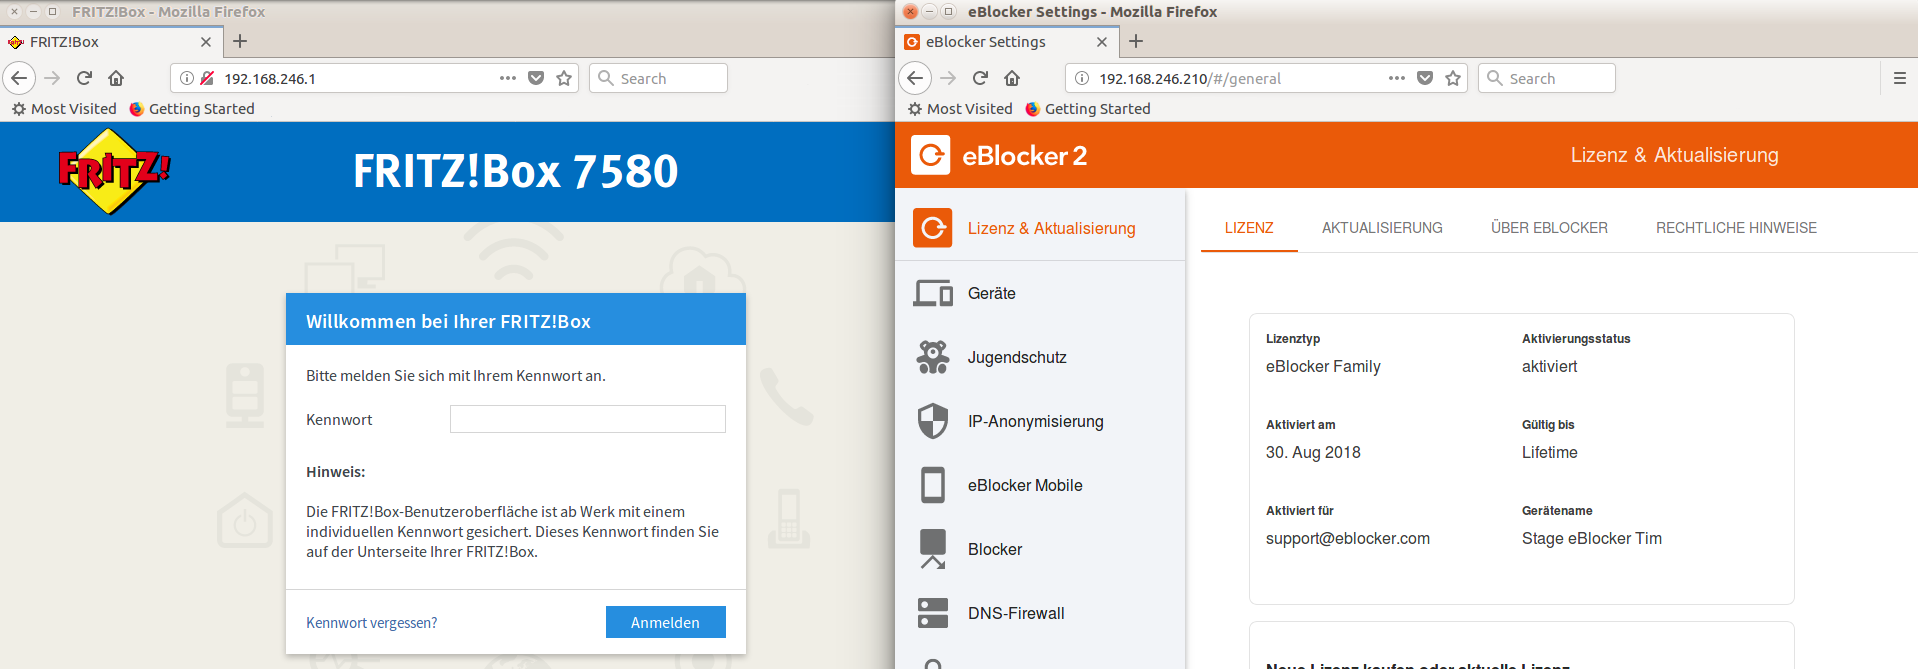 FRITZ!Box - Mozilla Firefox
FRITZ!Box
192.168.246.1
Search
Most Visited
Getting Started
FRITZ!
FRITZ!Box 7580
Willkommen bei Ihrer FRITZ!Box
Bitte melden Sie sich mit Ihrem Kennwort an.
Kennwort
Hinweis:
Die FRITZ!Box-Benutzeroberfläche ist ab Werk mit einem
individuellen Kennwort gesichert. Dieses Kennwort finden Sie
auf der Unterseite Ihrer FRITZ!Box.
Kennwort vergessen?
Anmelden
eBlocker Settings - Mozilla Firefox
eBlocker Settings
192.168.246.210/#/general
Search
Most Visited
Getting Started
eBlocker 2
Lizenz & Aktualisierung
Lizenz & Aktualisierung
Geräte
Jugendschutz
IP-Anonymisierung
eBlocker Mobile
Blocker
DNS-Firewall
LIZENZ
AKTUALISIERUNG
ÜBER EBLOCKER
RECHTLICHE HINWEISE
Lizenztyp
eBlocker Family
Aktivierungsstatus
aktiviert
Aktiviert am
30. Aug 2018
Gültig bis
Lifetime
Aktiviert für
support@eblocker.com
Gerätename
Stage eBlocker Tim
Neue Lizenz kaufen oder aktuelle Lizenz